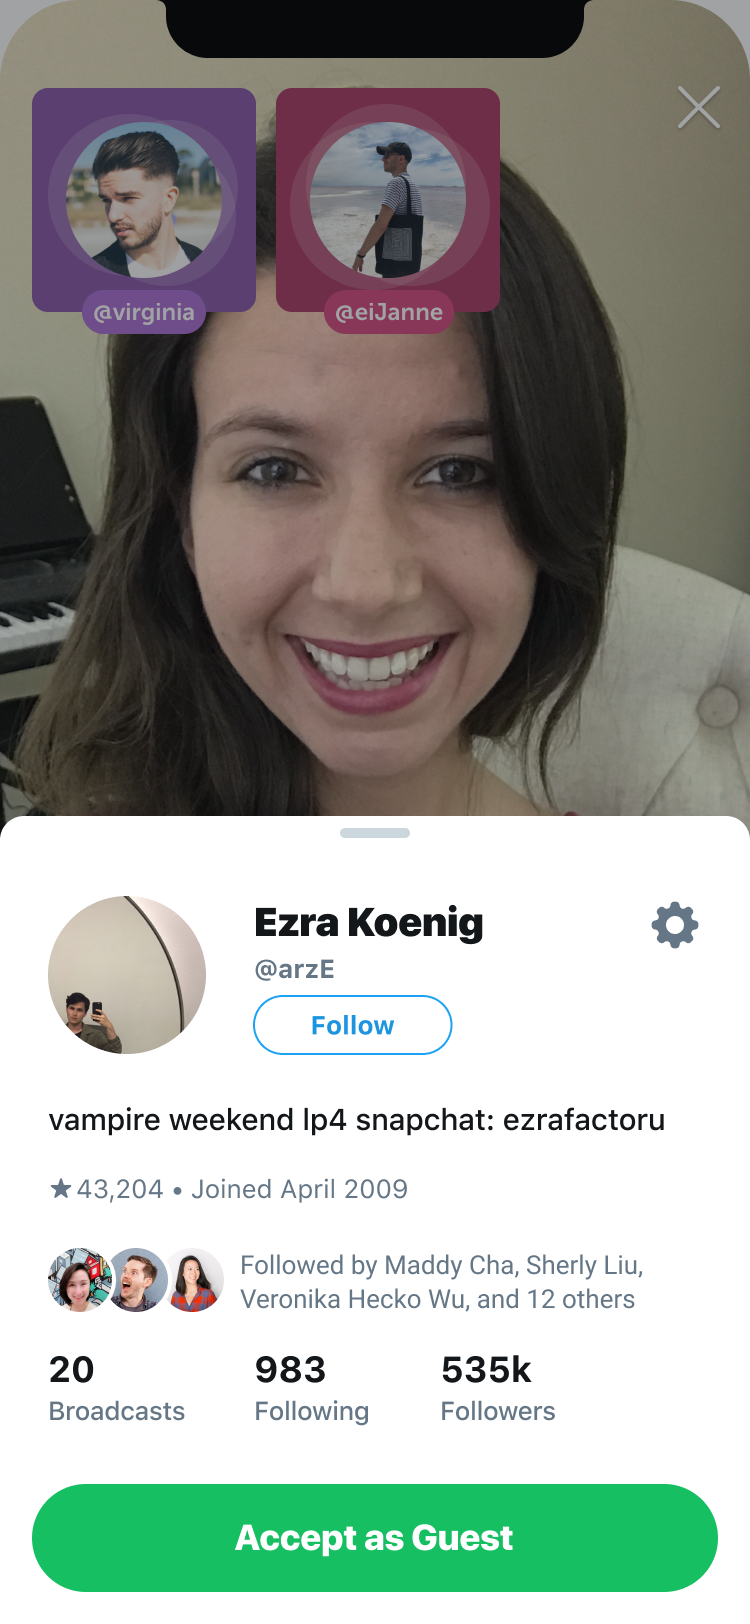 @virginia
@eiJanne
Ezra Koenig
@arzE
Follow
vampire weekend lp4 snapchat: ezrafactoru
★43,204 • Joined April 2009
Followed by Maddy Cha, Sherly Liu,
Veronika Hecko Wu, and 12 others
20 983 535k
Broadcasts Following Followers
Accept as Guest